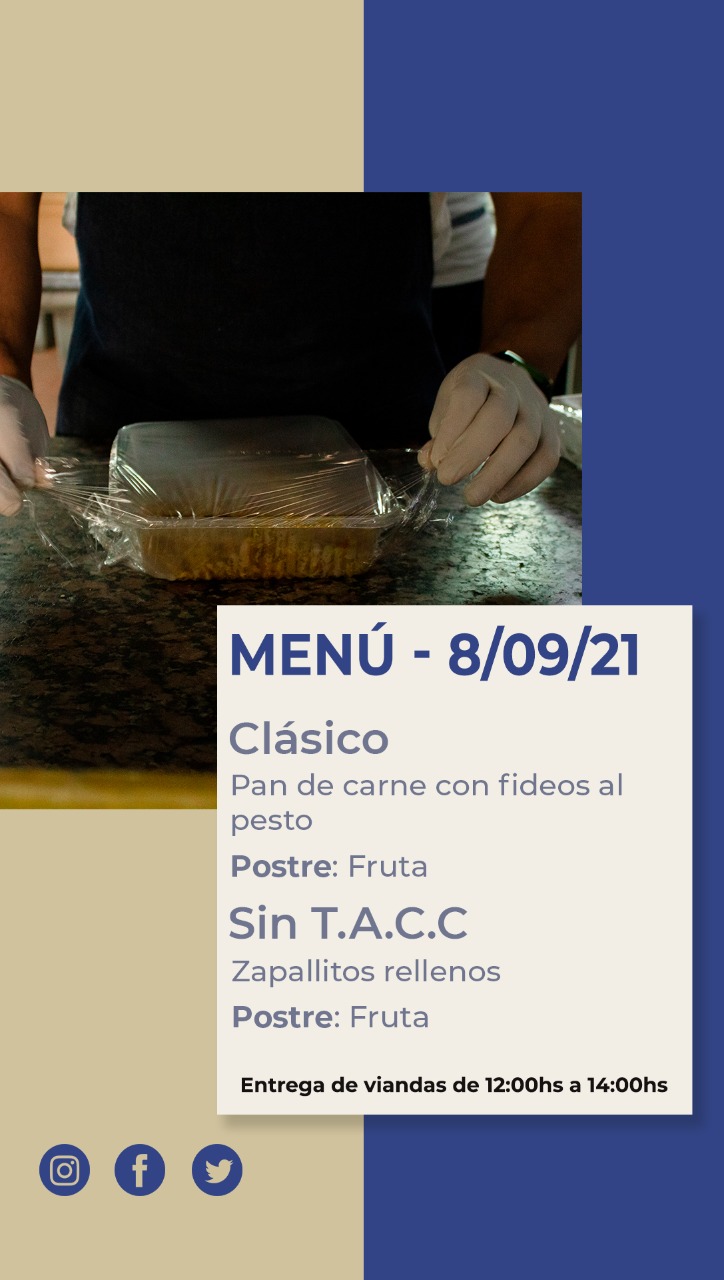 MENÚ - 8/09/21
Clásico
Pan de carne con fideos al
pesto
Postre: Fruta
Sin T.A.C.C
Zapallitos rellenos
Postre: Fruta
Entrega de viandas de 12:00hs a 14:00hs